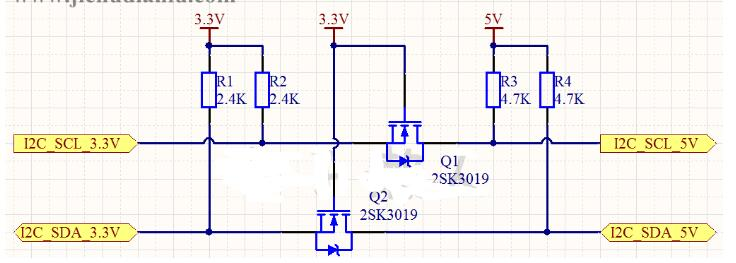 3.3V 3.3V 5V
R1 R2 R3 R4
2.4K 2.4K 4.7K 4.7K
I2C_SCL_3.3V I2C_SCL_5V
Q1
2SK3019
Q2
2SK3019
I2C_SDA_3.3V I2C_SDA_5V